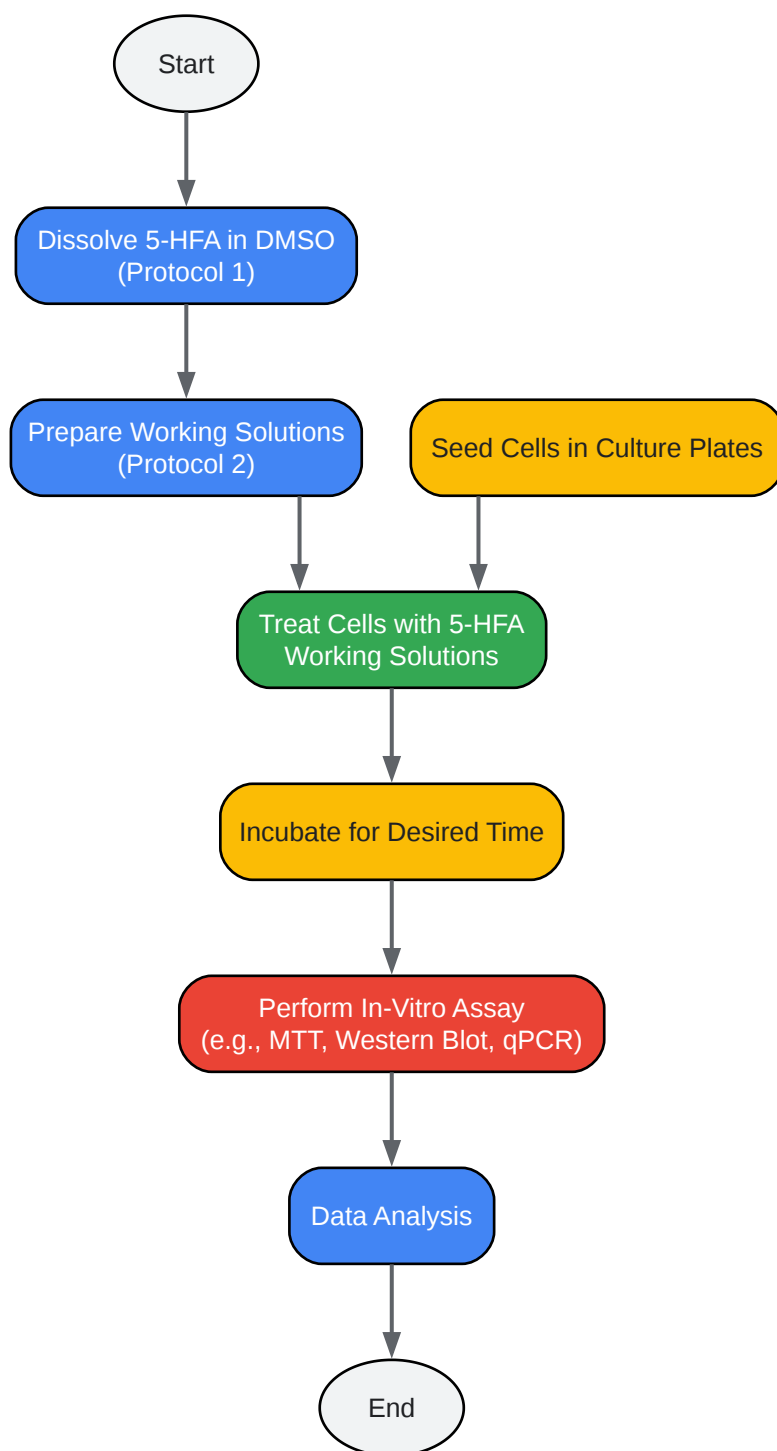 Start
Dissolve 5-HFA in DMSO
(Protocol 1)
Prepare Working Solutions
(Protocol 2)
Seed Cells in Culture Plates
Treat Cells with 5-HFA
Working Solutions
Incubate for Desired Time
Perform In-Vitro Assay
(e.g., MTT, Western Blot, qPCR)
Data Analysis
End